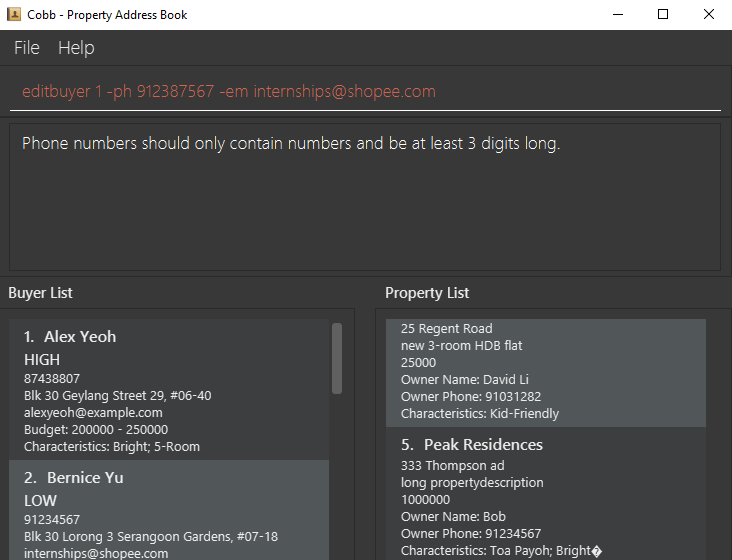 Cobb - Property Address Book
File Help
editbuyer 1 -ph 912387567 -em internships@shopee.com
Phone numbers should only contain numbers and be at least 3 digits long.
Buyer List
1. Alex Yeoh
HIGH
87438807
Blk 30 Geylang Street 29, #06-40
alexyeoh@example.com
Budget: 200000 - 250000
Characteristics: Bright; 5-Room
2. Bernice Yu
LOW
91234567
Blk 30 Lorong 3 Serangoon Gardens, #07-18
internships@shopee.com
Property List
25 Regent Road
new 3-room HDB flat
25000
Owner Name: David Li
Owner Phone: 91031282
Characteristics: Kid-Friendly
5. Peak Residences
333 Thompson ad
long propertydescription
1000000
Owner Name: Bob
Owner Phone: 91234567
Characteristics: Toa Payoh; Bright�